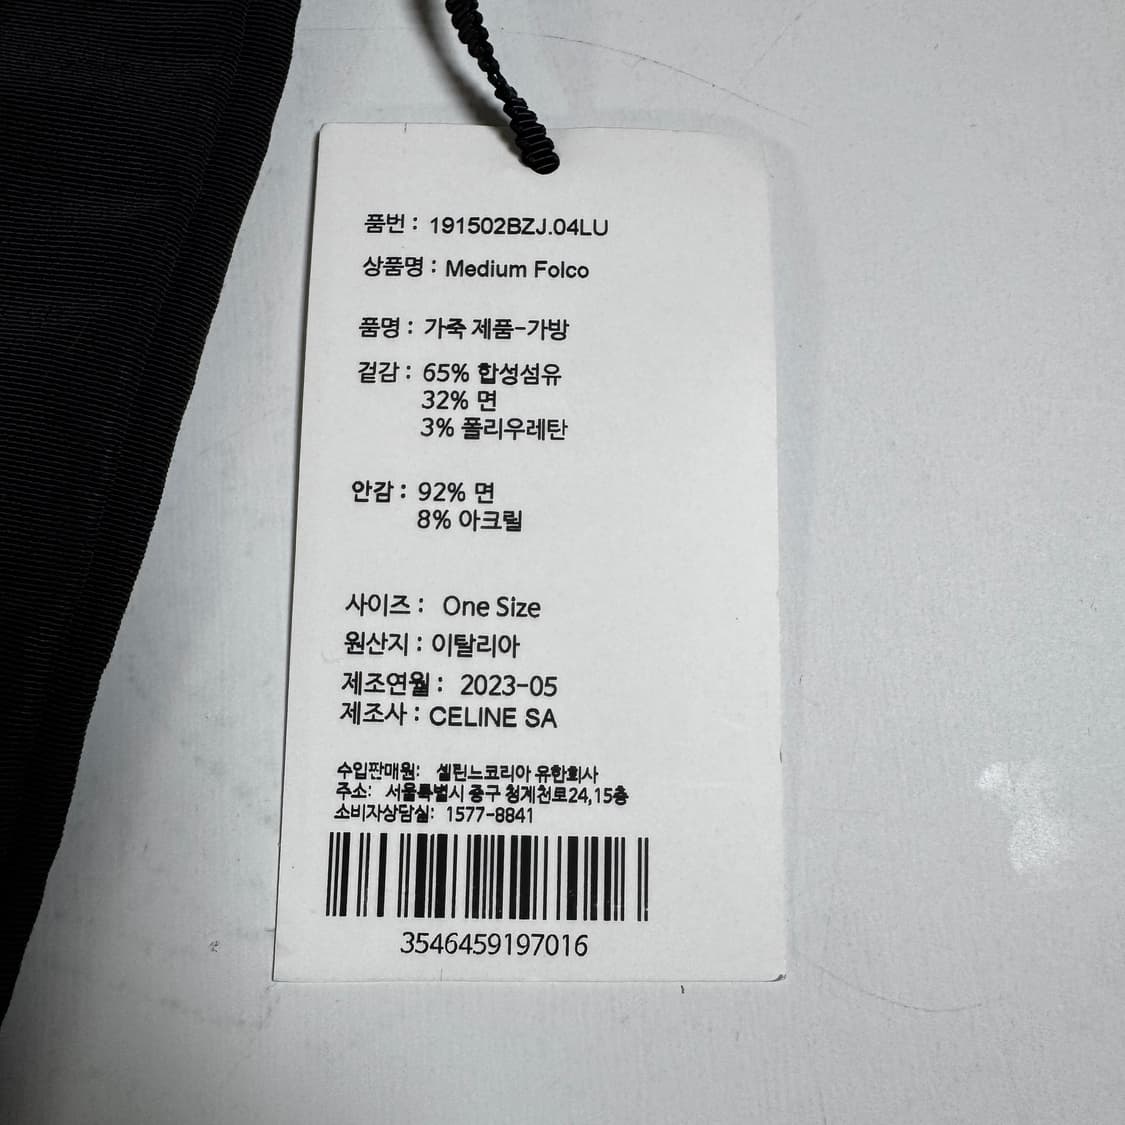 품번 : 191502BZJ.04LU
상품명 : Medium Folco
품명 : 가죽 제품-가방
겉감 : 65% 합성섬유
32% 면
3% 폴리우레탄
안감 : 92% 면
8% 아크릴
사이즈 : One Size
원산지 : 이탈리아
제조연월 : 2023-05
제조사 : CELINE SA
수입판매원: 셀린느코리아 유한회사
주소: 서울특별시 중구 청계천로24,15층
소비자상담실: 1577-8841
3546459197016